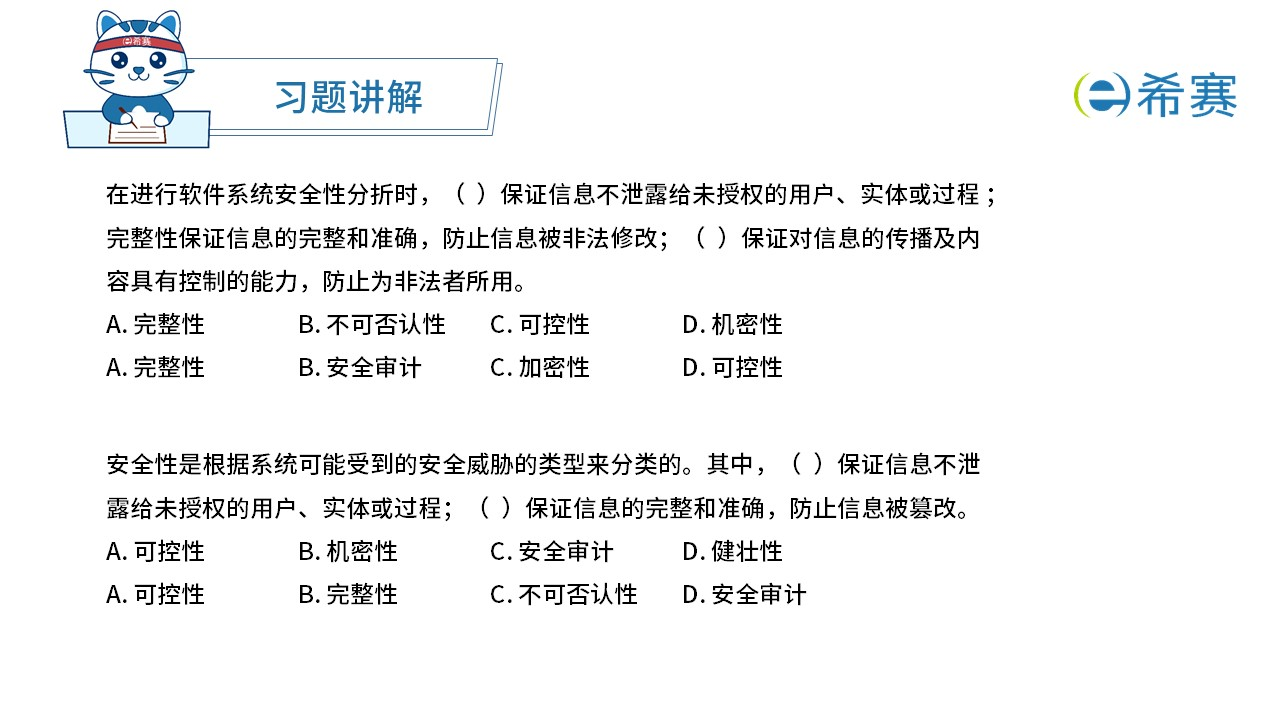 希赛
习题讲解
希赛
在进行软件系统安全性分折时，（ ）保证信息不泄露给未授权的用户、实体或过程；
完整性保证信息的完整和准确，防止信息被非法修改；（ ）保证对信息的传播及内
容具有控制的能力，防止为非法者所用。
A. 完整性 B. 不可否认性 C. 可控性 D. 机密性
A. 完整性 B. 安全审计 C. 加密性 D. 可控性
安全性是根据系统可能受到的安全威胁的类型来分类的。其中，（ ）保证信息不泄
露给未授权的用户、实体或过程；（ ）保证信息的完整和准确，防止信息被篡改。
A. 可控性 B. 机密性 C. 安全审计 D. 健壮性
A. 可控性 B. 完整性 C. 不可否认性 D. 安全审计